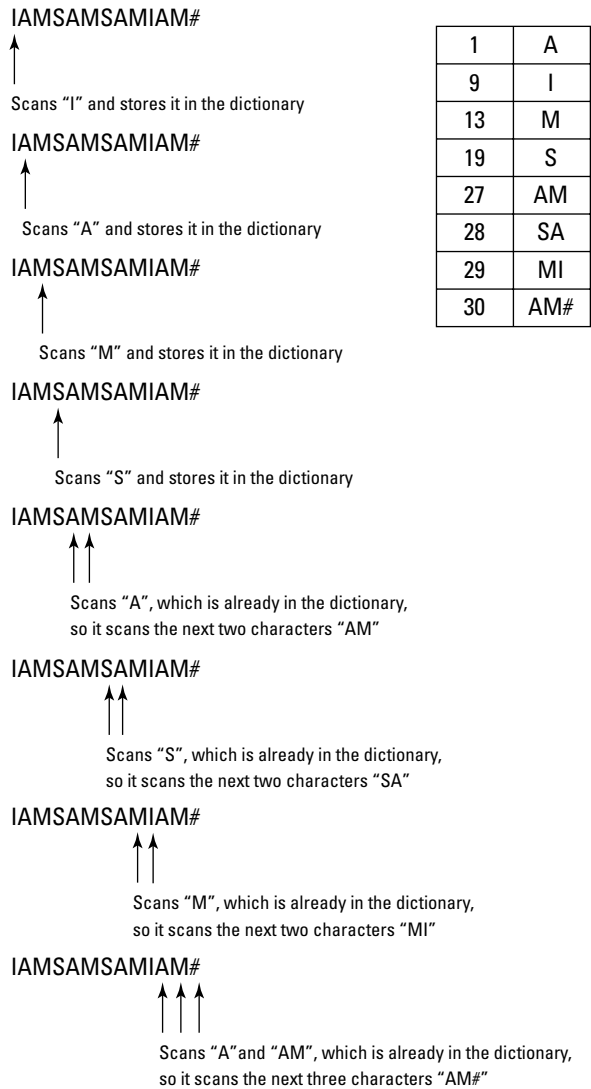 IAMSAMSAMIAM#
Scans “I” and stores it in the dictionary
IAMSAMSAMIAM#
Scans “A” and stores it in the dictionary
IAMSAMSAMIAM#
Scans “M” and stores it in the dictionary
IAMSAMSAMIAM#
Scans “S” and stores it in the dictionary
IAMSAMSAMIAM#
Scans “A”, which is already in the dictionary,
so it scans the next two characters “AM”
IAMSAMSAMIAM#
Scans “S”, which is already in the dictionary,
so it scans the next two characters “SA”
IAMSAMSAMIAM#
Scans “M”, which is already in the dictionary,
so it scans the next two characters “MI”
IAMSAMSAMIAM#
Scans “A”and “AM”, which is already in the dictionary,
so it scans the next three characters “AM#”
1 A
9 I
13 M
19 S
27 AM
28 SA
29 MI
30 AM#